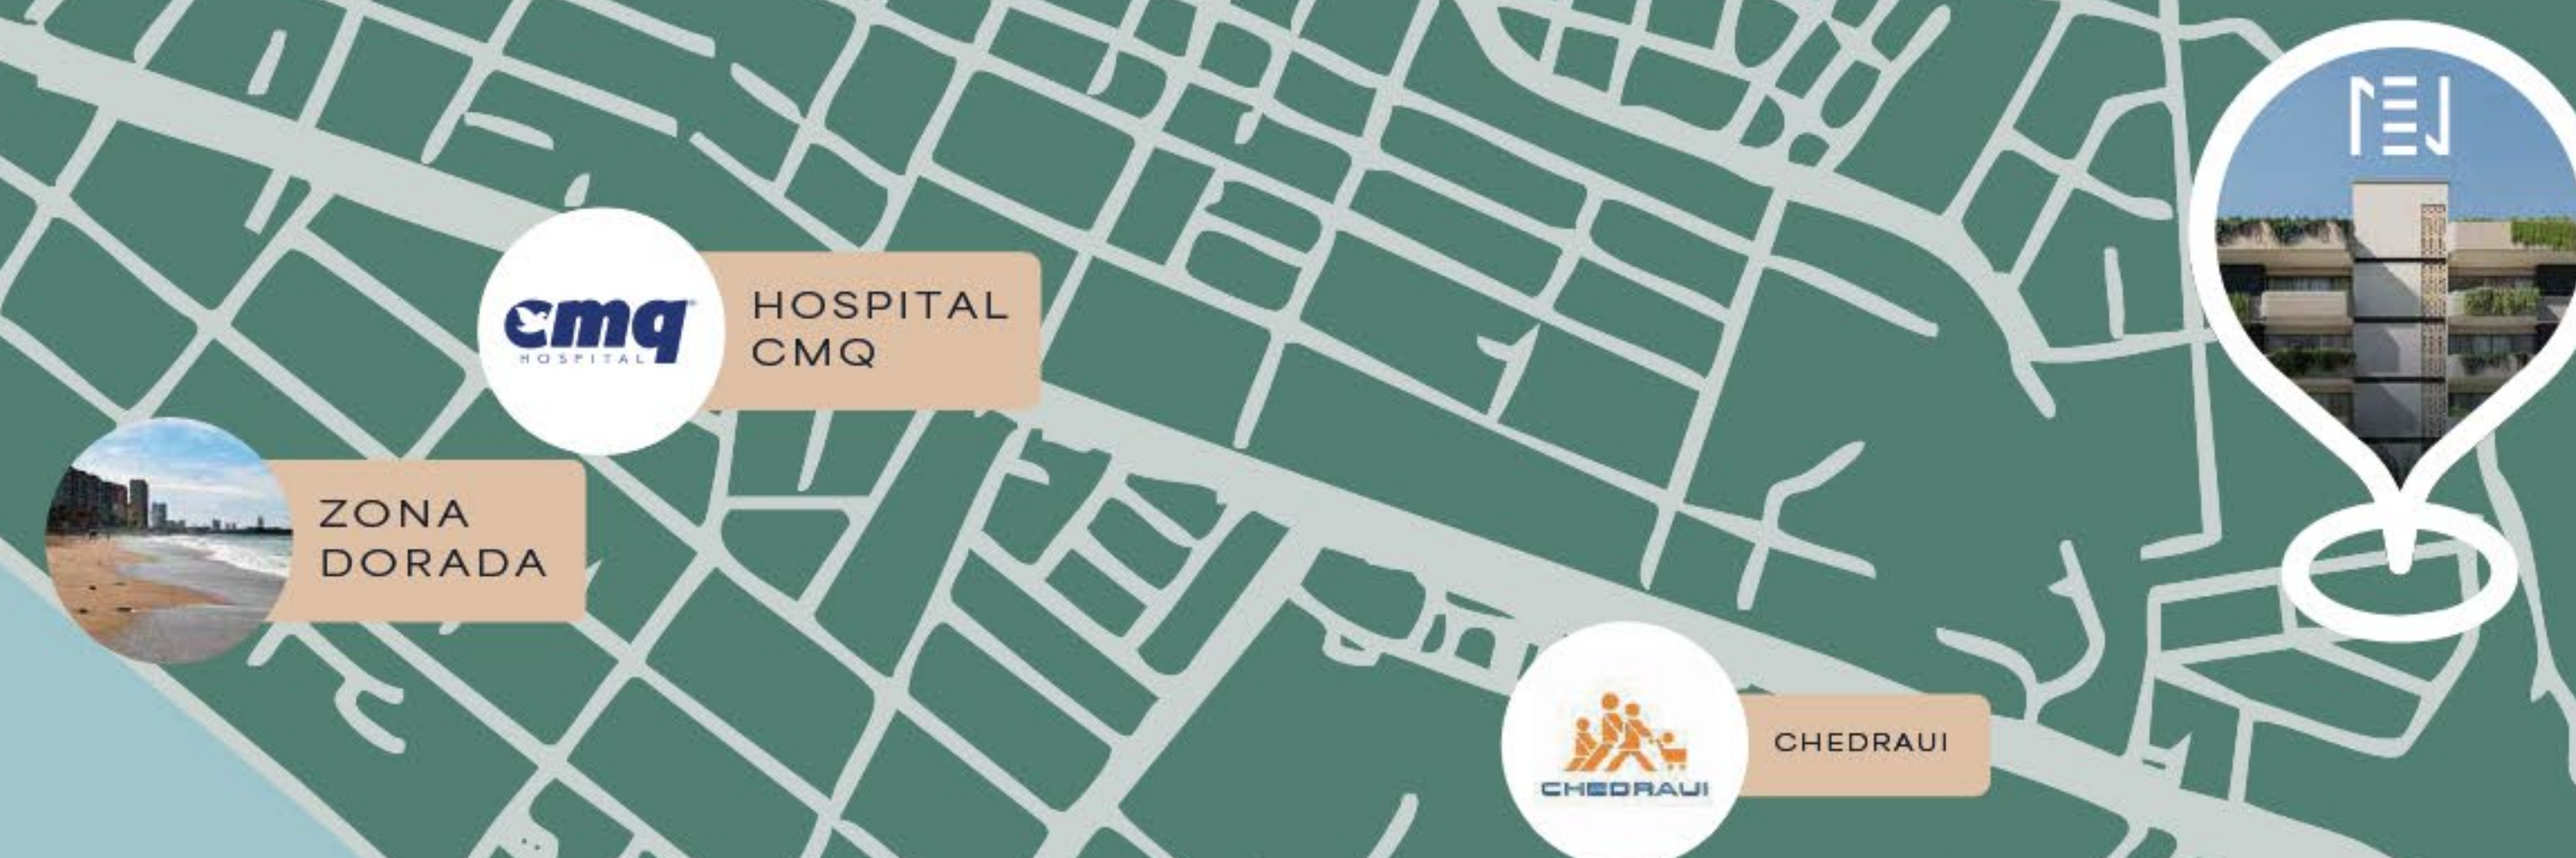 cmq
HOSPITAL
HOSPITAL
CMQ
ZONA
DORADA
CHEDRAUI
CHEDRAUI